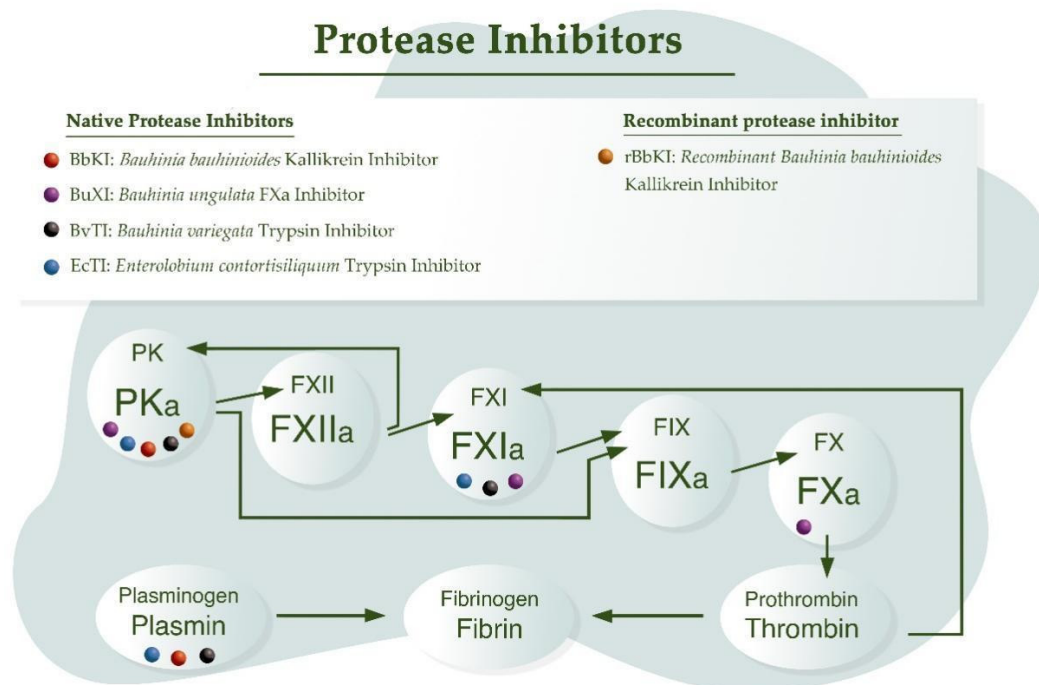 Protease Inhibitors
Native Protease Inhibitors
BbKI: Bauhinia bauhinioides Kallikrein Inhibitor
BuXI: Bauhinia ungulata FXa Inhibitor
BvTI: Bauhinia variegata Trypsin Inhibitor
EcTI: Enterolobium contortisiliquum Trypsin Inhibitor
Recombinant protease inhibitor
rBbKI: Recombinant Bauhinia bauhinioides
Kallikrein Inhibitor
PK
PKa
FXII
FXIIa
FXI
FXIa
FIX
FIXa
FX
FXa
Plasminogen
Plasmin
Fibrinogen
Fibrin
Prothrombin
Thrombin